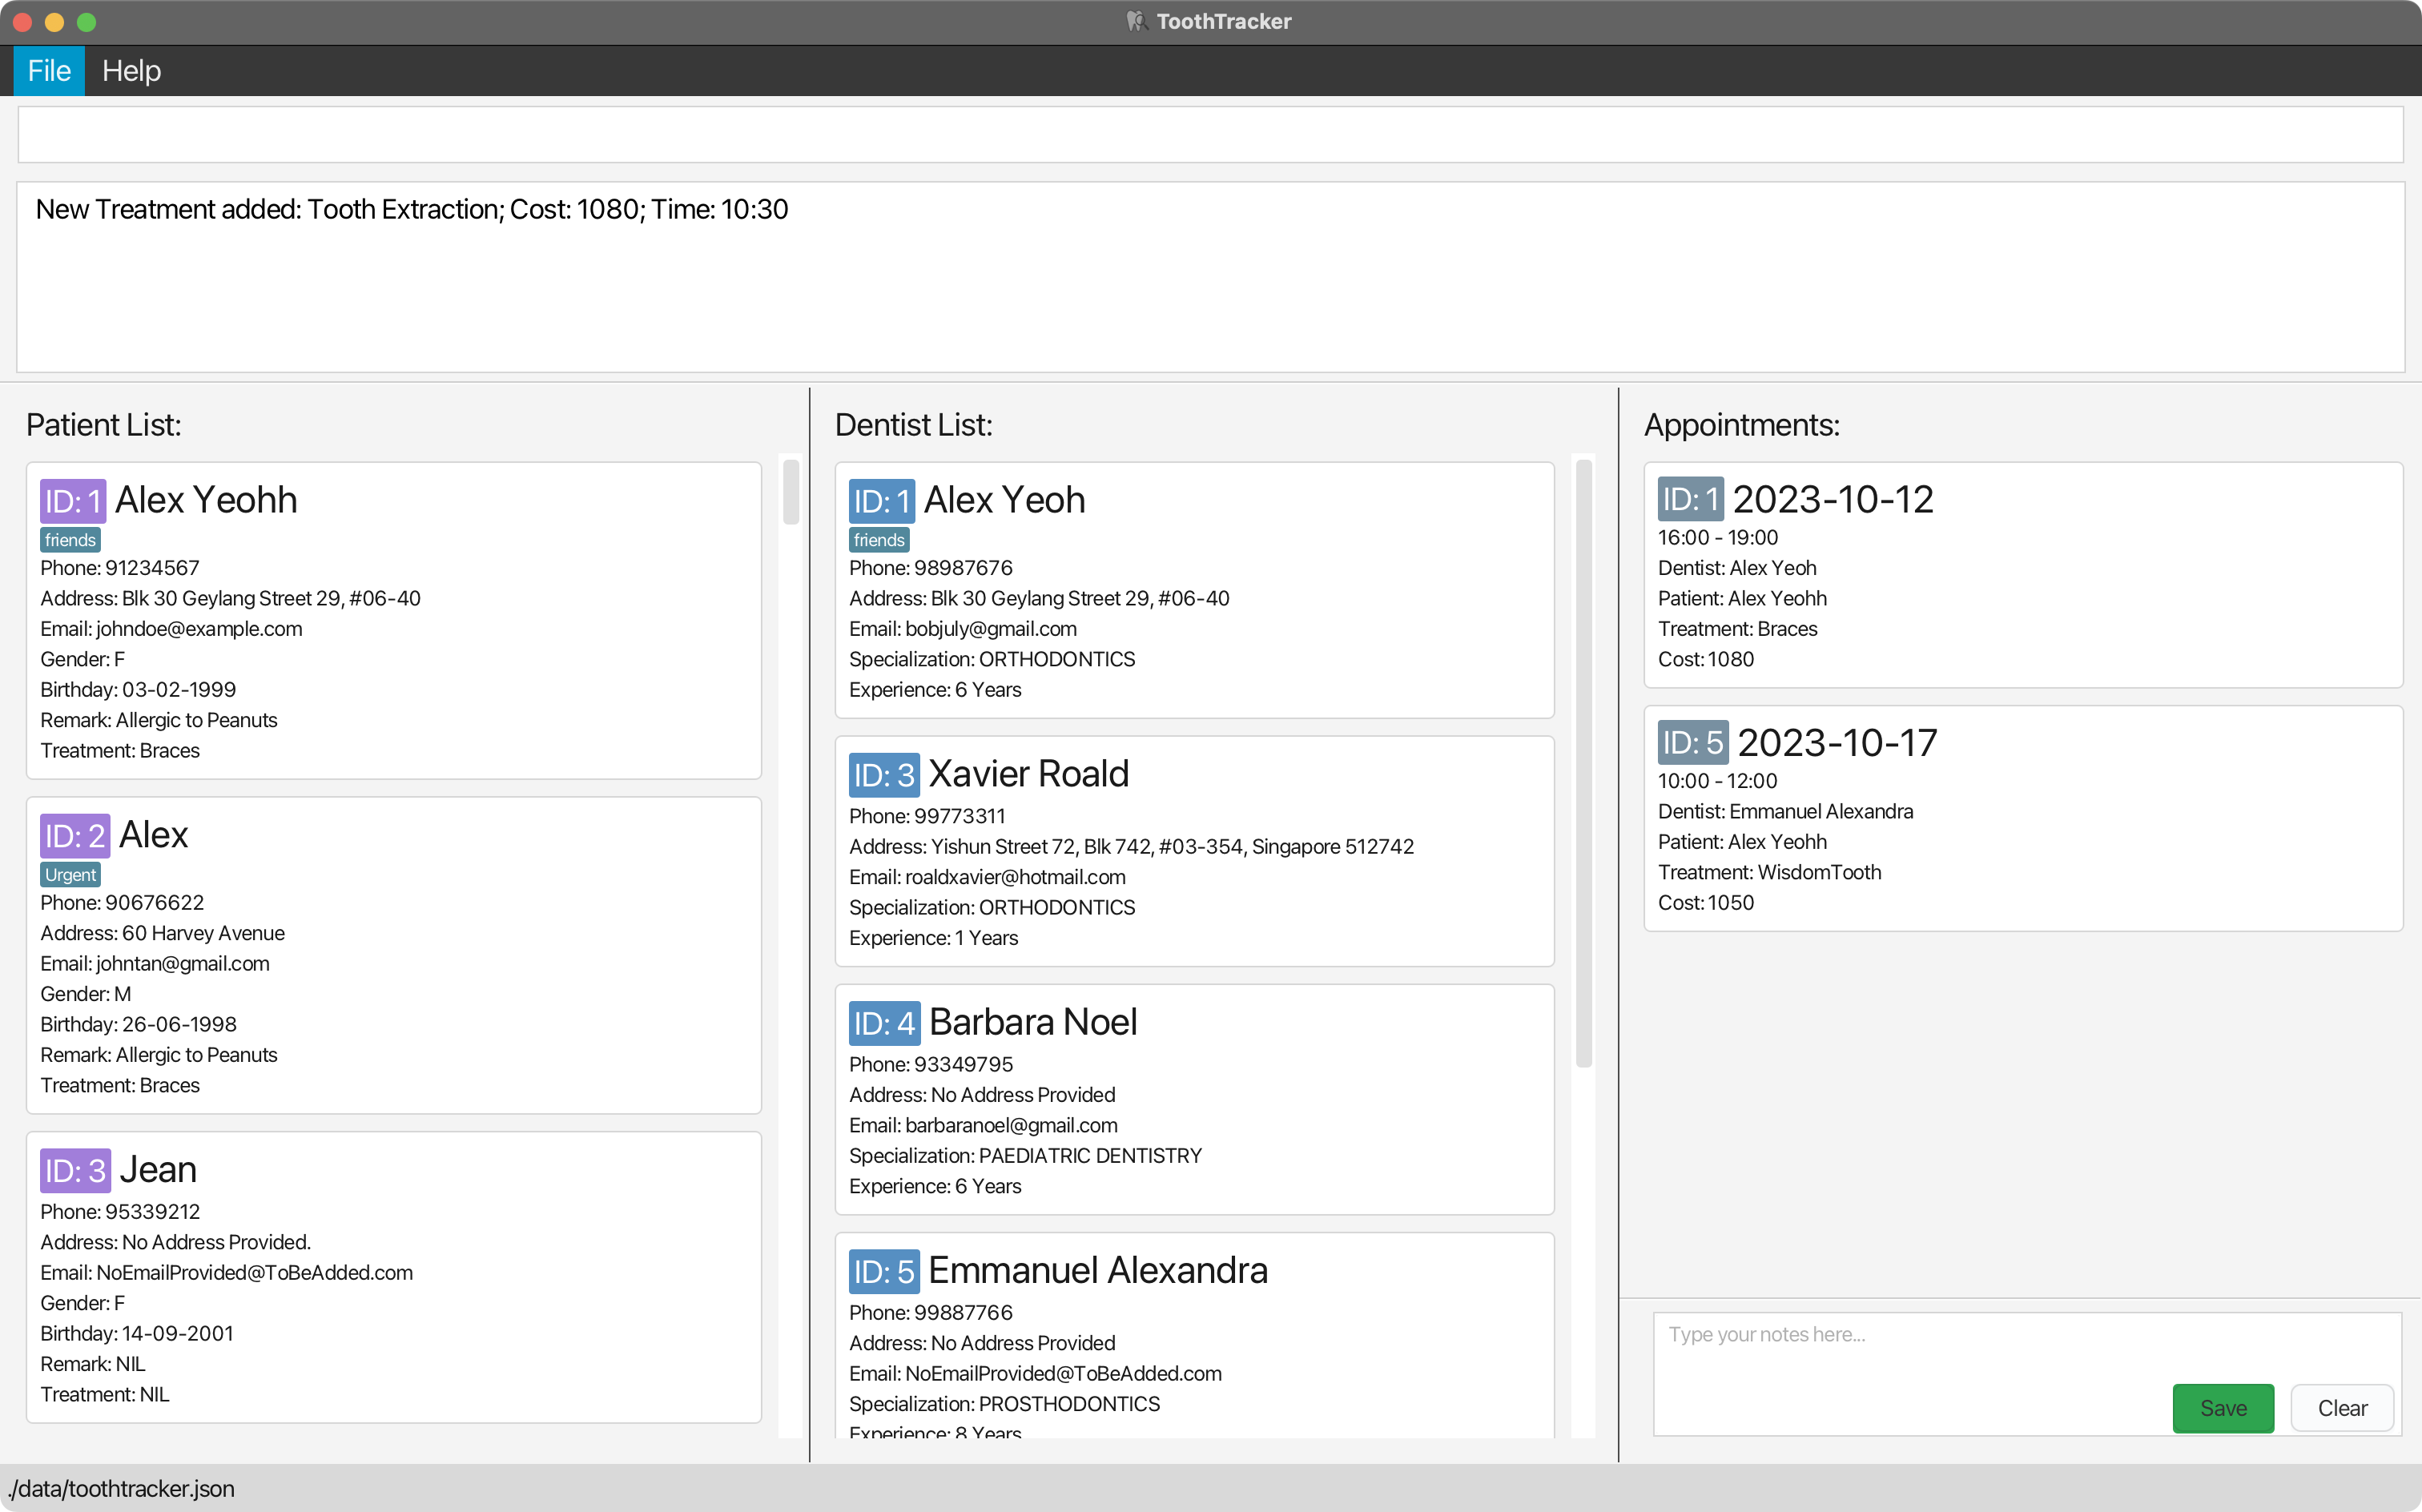 ToothTracker
File Help
New Treatment added: Tooth Extraction; Cost: 1080; Time: 10:30
Patient List:
ID: 1 Alex Yeohh
friends
Phone: 91234567
Address: Blk 30 Geylang Street 29, #06-40
Email: johndoe@example.com
Gender: F
Birthday: 03-02-1999
Remark: Allergic to Peanuts
Treatment: Braces
ID: 2 Alex
Urgent
Phone: 90676622
Address: 60 Harvey Avenue
Email: johntan@gmail.com
Gender: M
Birthday: 26-06-1998
Remark: Allergic to Peanuts
Treatment: Braces
ID: 3 Jean
Phone: 95339212
Address: No Address Provided.
Email: NoEmailProvided@ToBeAdded.com
Gender: F
Birthday: 14-09-2001
Remark: NIL
Treatment: NIL
Dentist List:
ID: 1 Alex Yeoh
friends
Phone: 98987676
Address: Blk 30 Geylang Street 29, #06-40
Email: bobjuly@gmail.com
Specialization: ORTHODONTICS
Experience: 6 Years
ID: 3 Xavier Roald
Phone: 99773311
Address: Yishun Street 72, Blk 742, #03-354, Singapore 512742
Email: roaldxavier@hotmail.com
Specialization: ORTHODONTICS
Experience: 1 Years
ID: 4 Barbara Noel
Phone: 93349795
Address: No Address Provided
Email: barbaranoel@gmail.com
Specialization: PAEDIATRIC DENTISTRY
Experience: 6 Years
ID: 5 Emmanuel Alexandra
Phone: 99887766
Address: No Address Provided
Email: NoEmailProvided@ToBeAdded.com
Specialization: PROSTHODONTICS
Experience: 8 Years
Appointments:
ID: 1 2023-10-12
16:00 - 19:00
Dentist: Alex Yeoh
Patient: Alex Yeohh
Treatment: Braces
Cost: 1080
ID: 5 2023-10-17
10:00 - 12:00
Dentist: Emmanuel Alexandra
Patient: Alex Yeohh
Treatment: WisdomTooth
Cost: 1050
Type your notes here...
Save Clear
./data/toothtracker.json